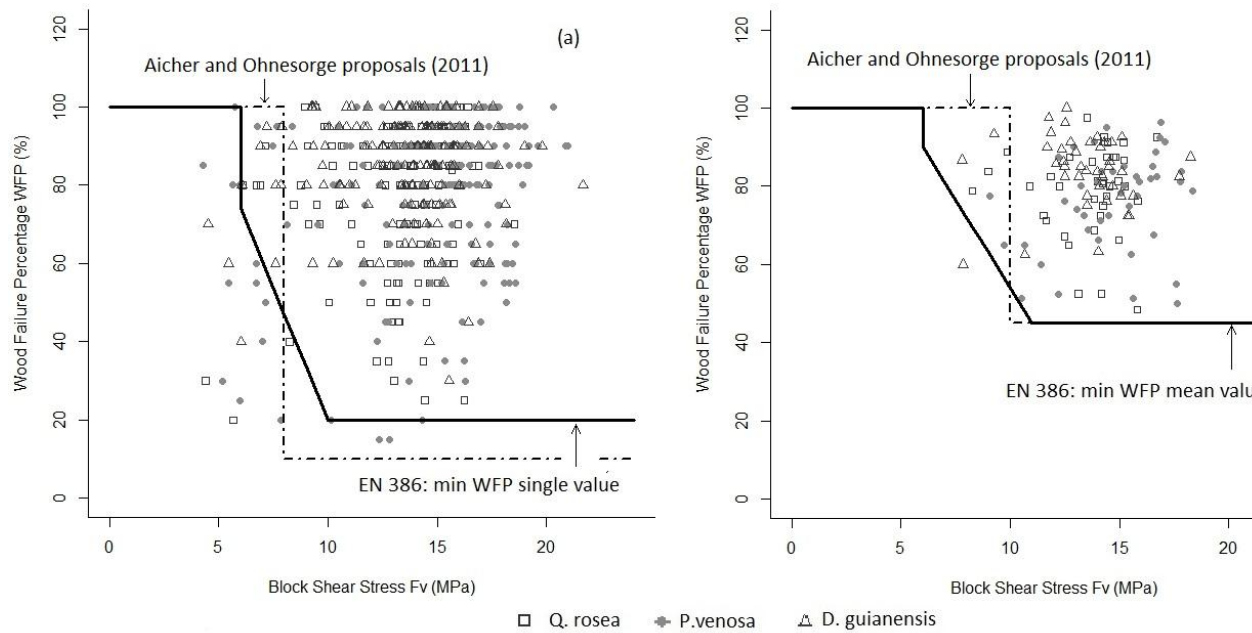 120
(a)
Aicher and Ohnesorge proposals (2011)
100
80
60
40
20
0
Wood Failure Percentage WFP (%)
EN 386: min WFP single value
0 5 10 15 20
Block Shear Stress Fv (MPa)
120
Aicher and Ohnesorge proposals (2011)
100
80
60
40
20
0
Wood Failure Percentage WFP (%)
EN 386: min WFP mean valu
0 5 10 15 20
Block Shear Stress Fv (MPa)
Q. rosea P.venosa D. guianensis